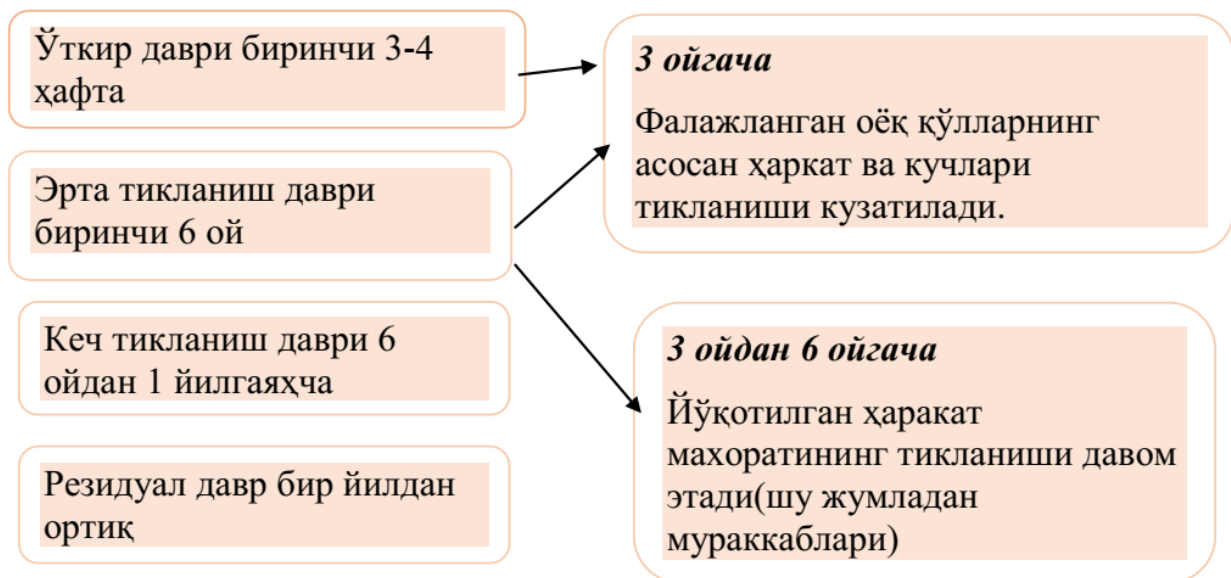 Ўткир даври биринчи 3-4
ҳафта
Эрта тикланиш даври
биринчи 6 ой
Кеч тикланиш даври 6
ойдан 1 йилгаяҳча
Резидуал давр бир йилдан
ортиқ
3 ойгача
Фалажланган оёқ қўлларнинг
асосан ҳаркат ва кучлари
тикланиши кузатилади.
3 ойдан 6 ойгача
Йўқотилган ҳаракат
махоратининг тикланиши давом
этади(шу жумладан
мураккаблари)